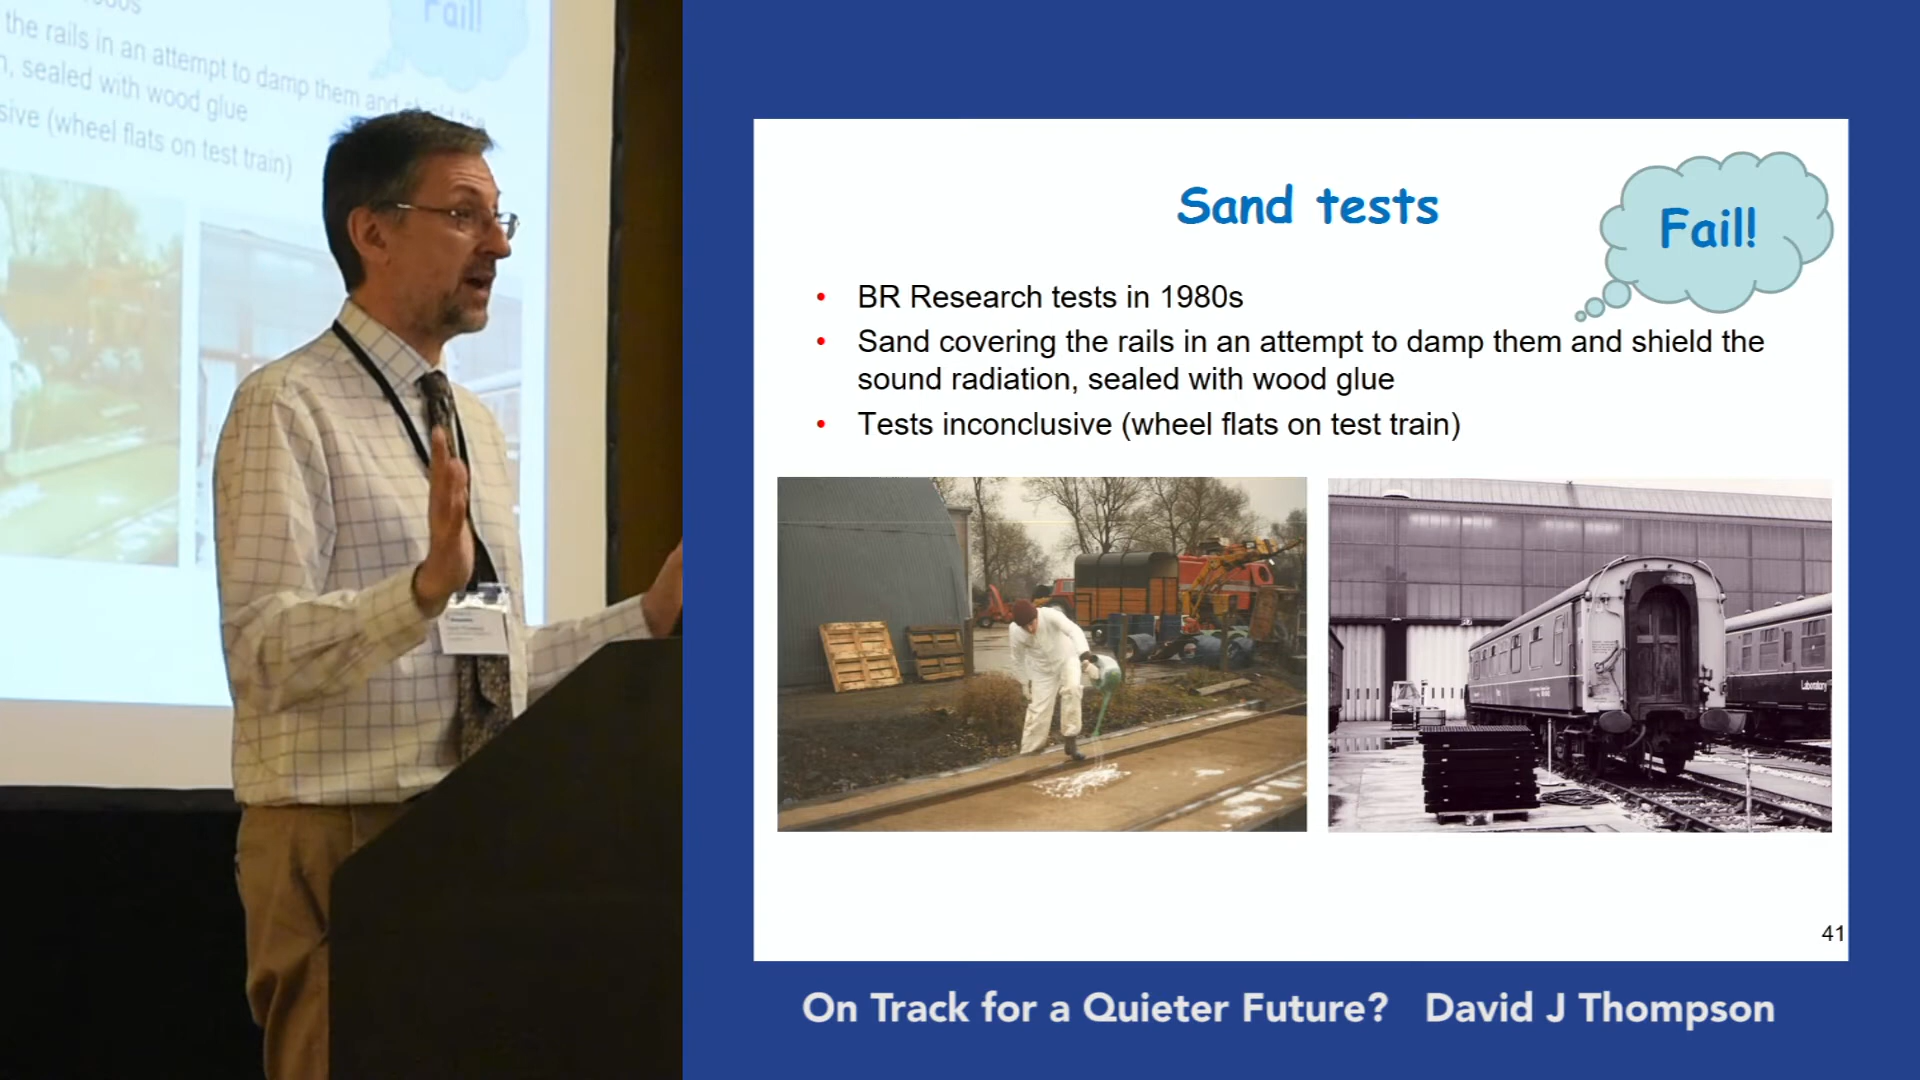 Fail!
the rails in an attempt to damp them and shield the
sealed with wood glue
(wheel flats on test train)
Sand tests
Fail!
• BR Research tests in 1980s
• Sand covering the rails in an attempt to damp them and shield the
sound radiation, sealed with wood glue
• Tests inconclusive (wheel flats on test train)
Laboratory
41
On Track for a Quieter Future? David J Thompson